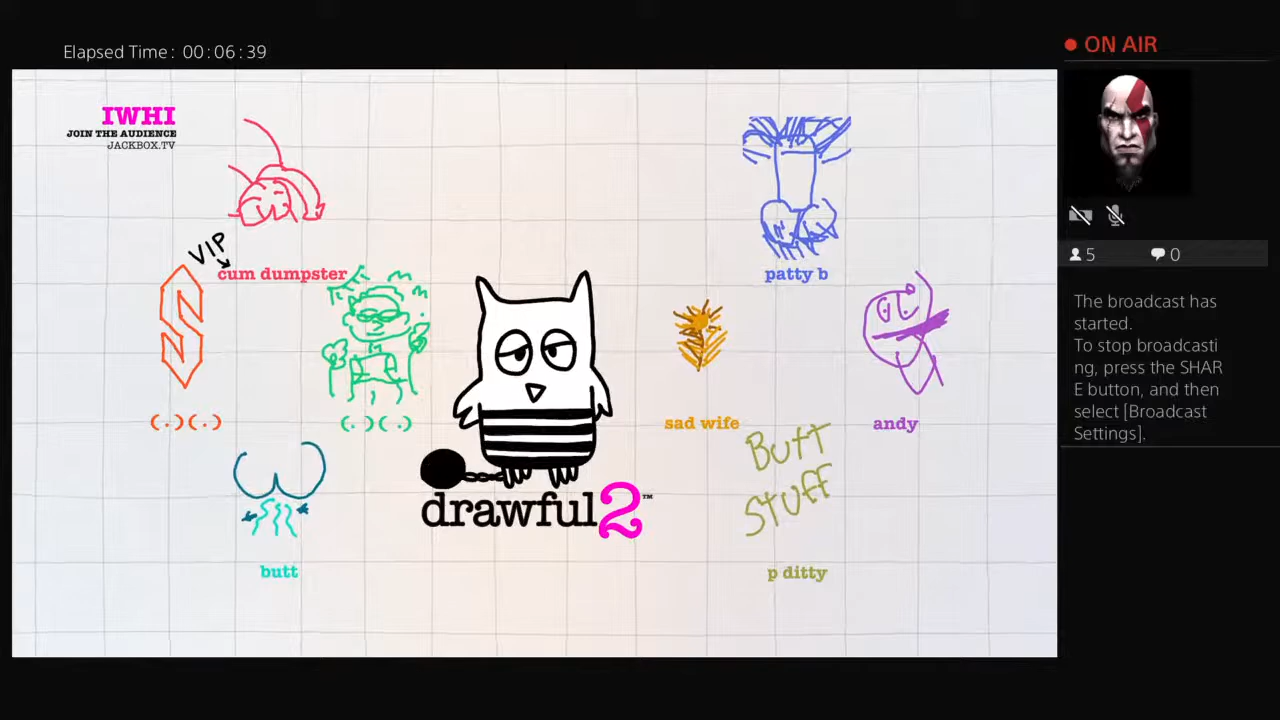 Elapsed Time: 00:06:39
ON AIR
IWHI
JOIN THE AUDIENCE
JACKBOX.TV
VIP
cum dumpster
patty b
5
0
The broadcast has
started.
To stop broadcasti
ng, press the SHAR
E button, and then
select [Broadcast
Settings].
( . )( . )
( . )( . )
sad wife
andy
Butt
Stuff
drawful 2™
butt
p ditty